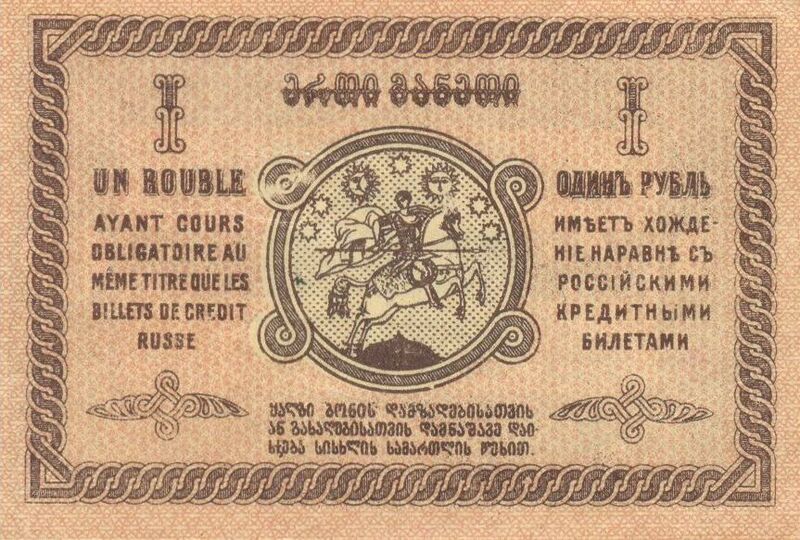 ერთი მანეთი
I
UN ROUBLE
AYANT COURS
OBLIGATOIRE AU
MÊME TITRE QUE LES
BILLETS DE CREDIT
RUSSE
I
ОДИНЪ РУБЛЬ
ИМѢЕТЪ ХОЖДЕ-
НІЕ НАРАВНѢ СЪ
РОССІЙСКИМИ
КРЕДИТНЫМИ
БИЛЕТАМИ
ყალბი ბონის დამზადებისათვის
ან გასაღებისათვის დამნაშავე დაი-
სჯება სისხლის სამართლის წესით.